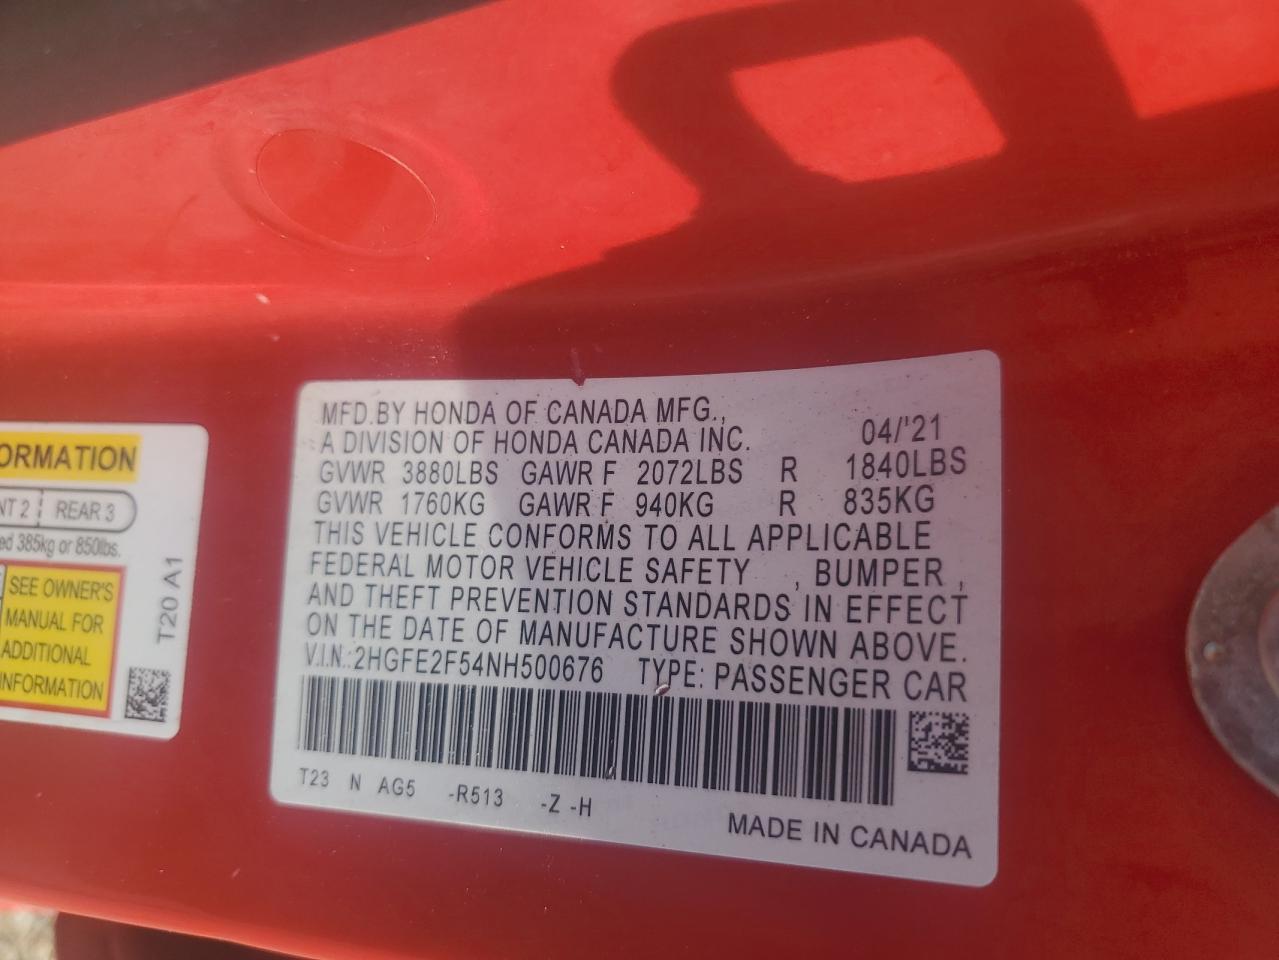 ORMATION
NT 2 REAR 3
ed 385kg or 850lbs.
SEE OWNER'S
MANUAL FOR
ADDITIONAL
INFORMATION
T20 A1
MFD.BY HONDA OF CANADA MFG.,
A DIVISION OF HONDA CANADA INC. 04/'21
GVWR 3880LBS GAWR F 2072LBS R 1840LBS
GVWR 1760KG GAWR F 940KG R 835KG
THIS VEHICLE CONFORMS TO ALL APPLICABLE
FEDERAL MOTOR VEHICLE SAFETY , BUMPER ,
AND THEFT PREVENTION STANDARDS IN EFFECT
ON THE DATE OF MANUFACTURE SHOWN ABOVE.
V.I.N.:2HGFE2F54NH500676 TYPE: PASSENGER CAR
T23 N AG5 -R513 -Z -H
MADE IN CANADA